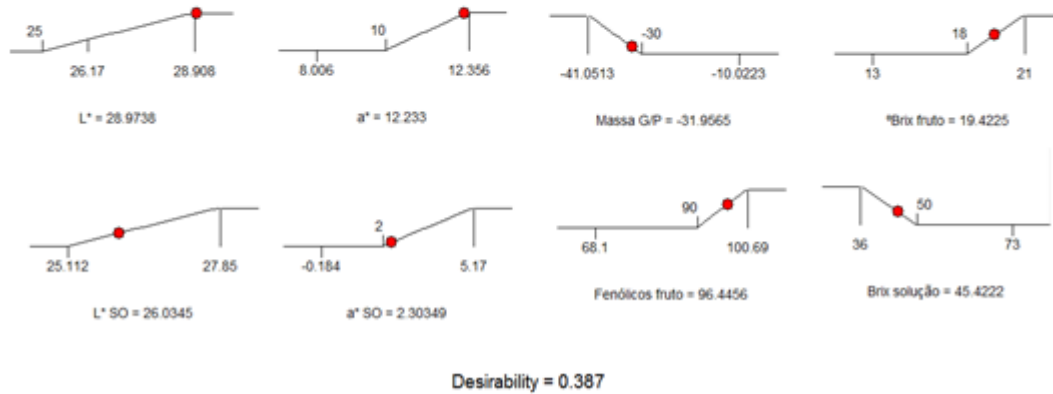 25
26.17 28.908
L* = 28.9738
10
8.006 12.356
a* = 12.233
-30
-41.0513 -10.0223
Massa G/P = -31.9565
18
13 21
ºBrix fruto = 19.4225
25.112 27.85
L* SO = 26.0345
2
-0.184 5.17
a* SO = 2.30349
90
68.1 100.69
Fenólicos fruto = 96.4456
50
36 73
Brix solução = 45.4222
Desirability = 0.387